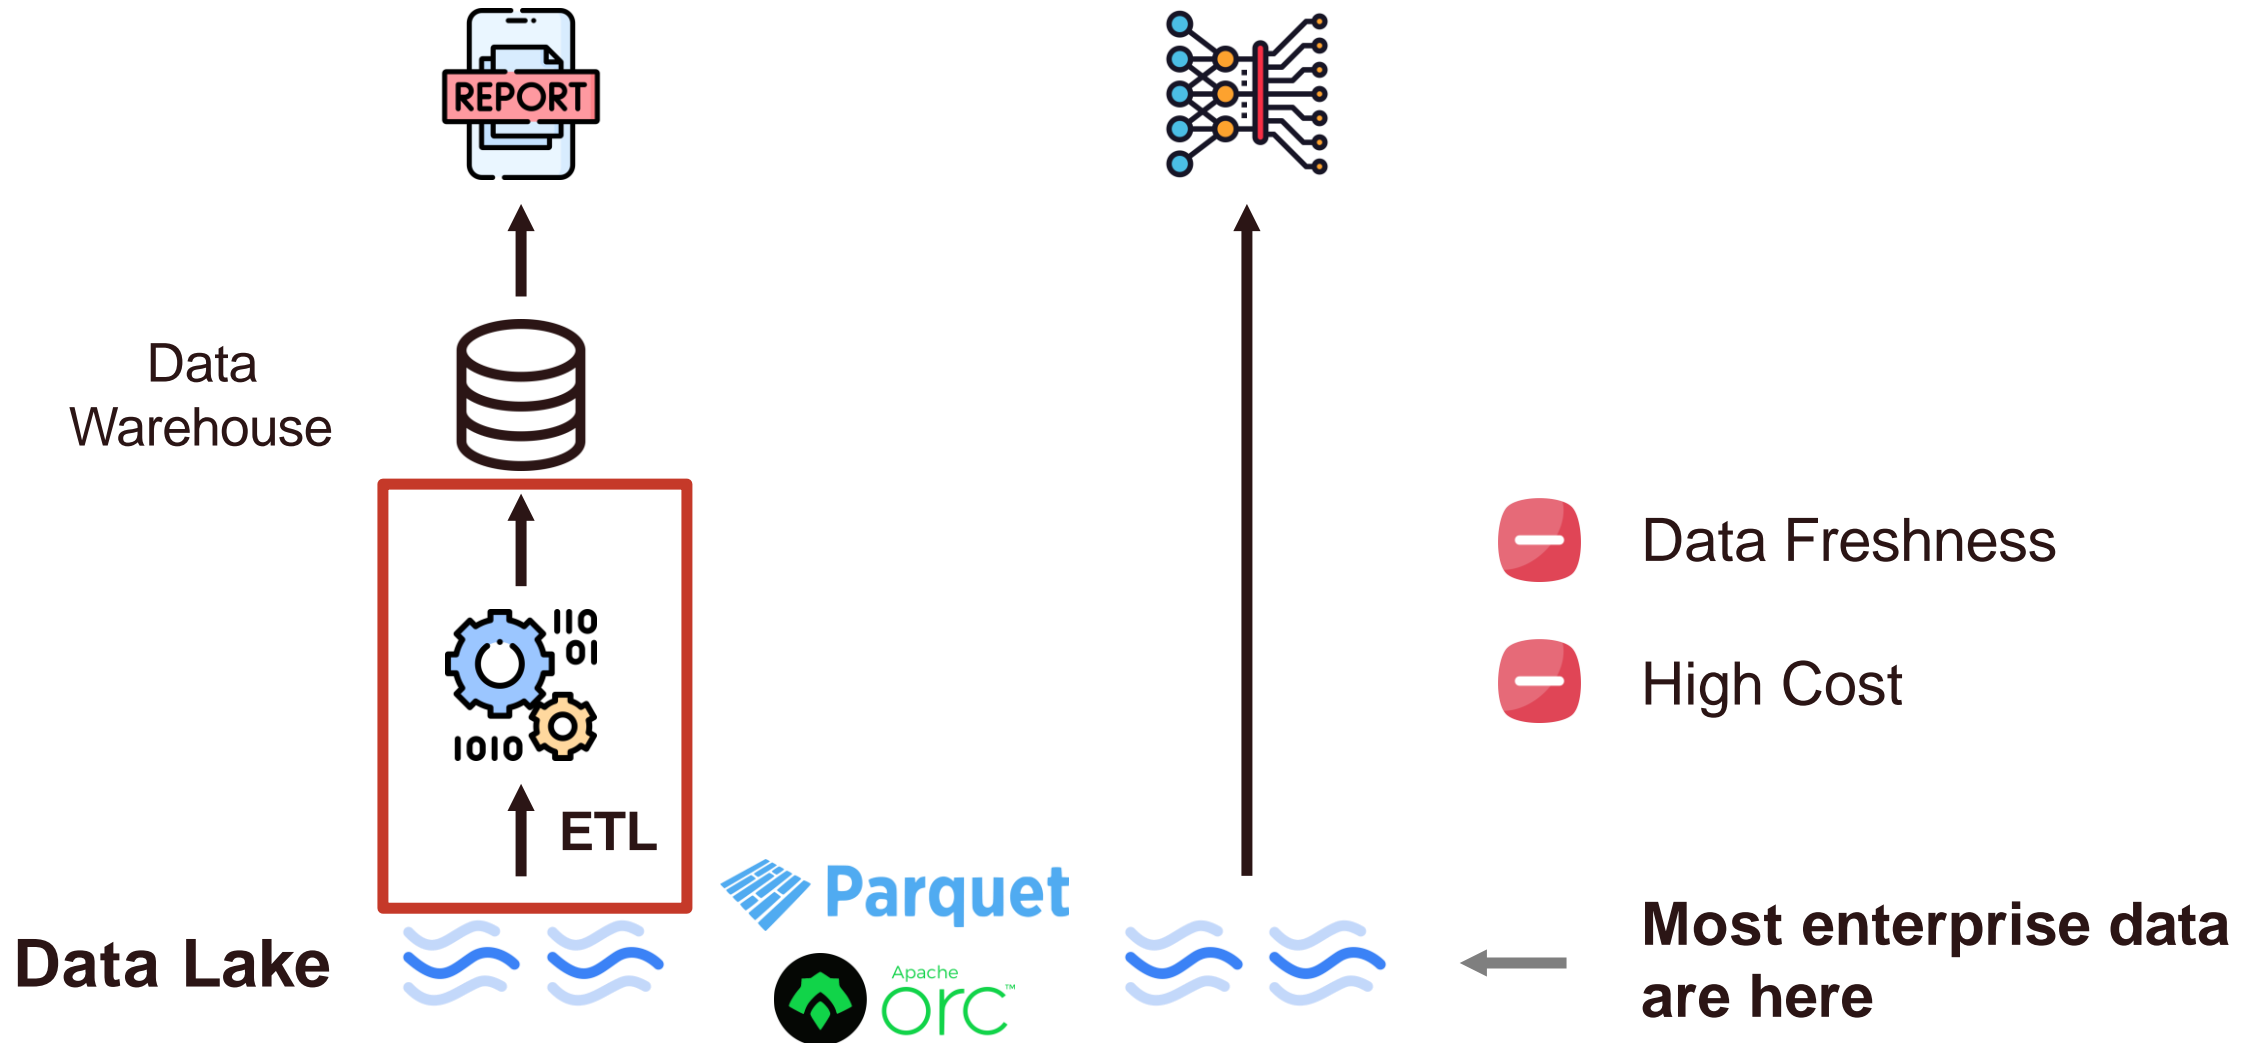 REPORT
Data
Warehouse
110
01
1010
ETL
Data Freshness
High Cost
Parquet
Data Lake
Apache
orc™
Most enterprise data
are here